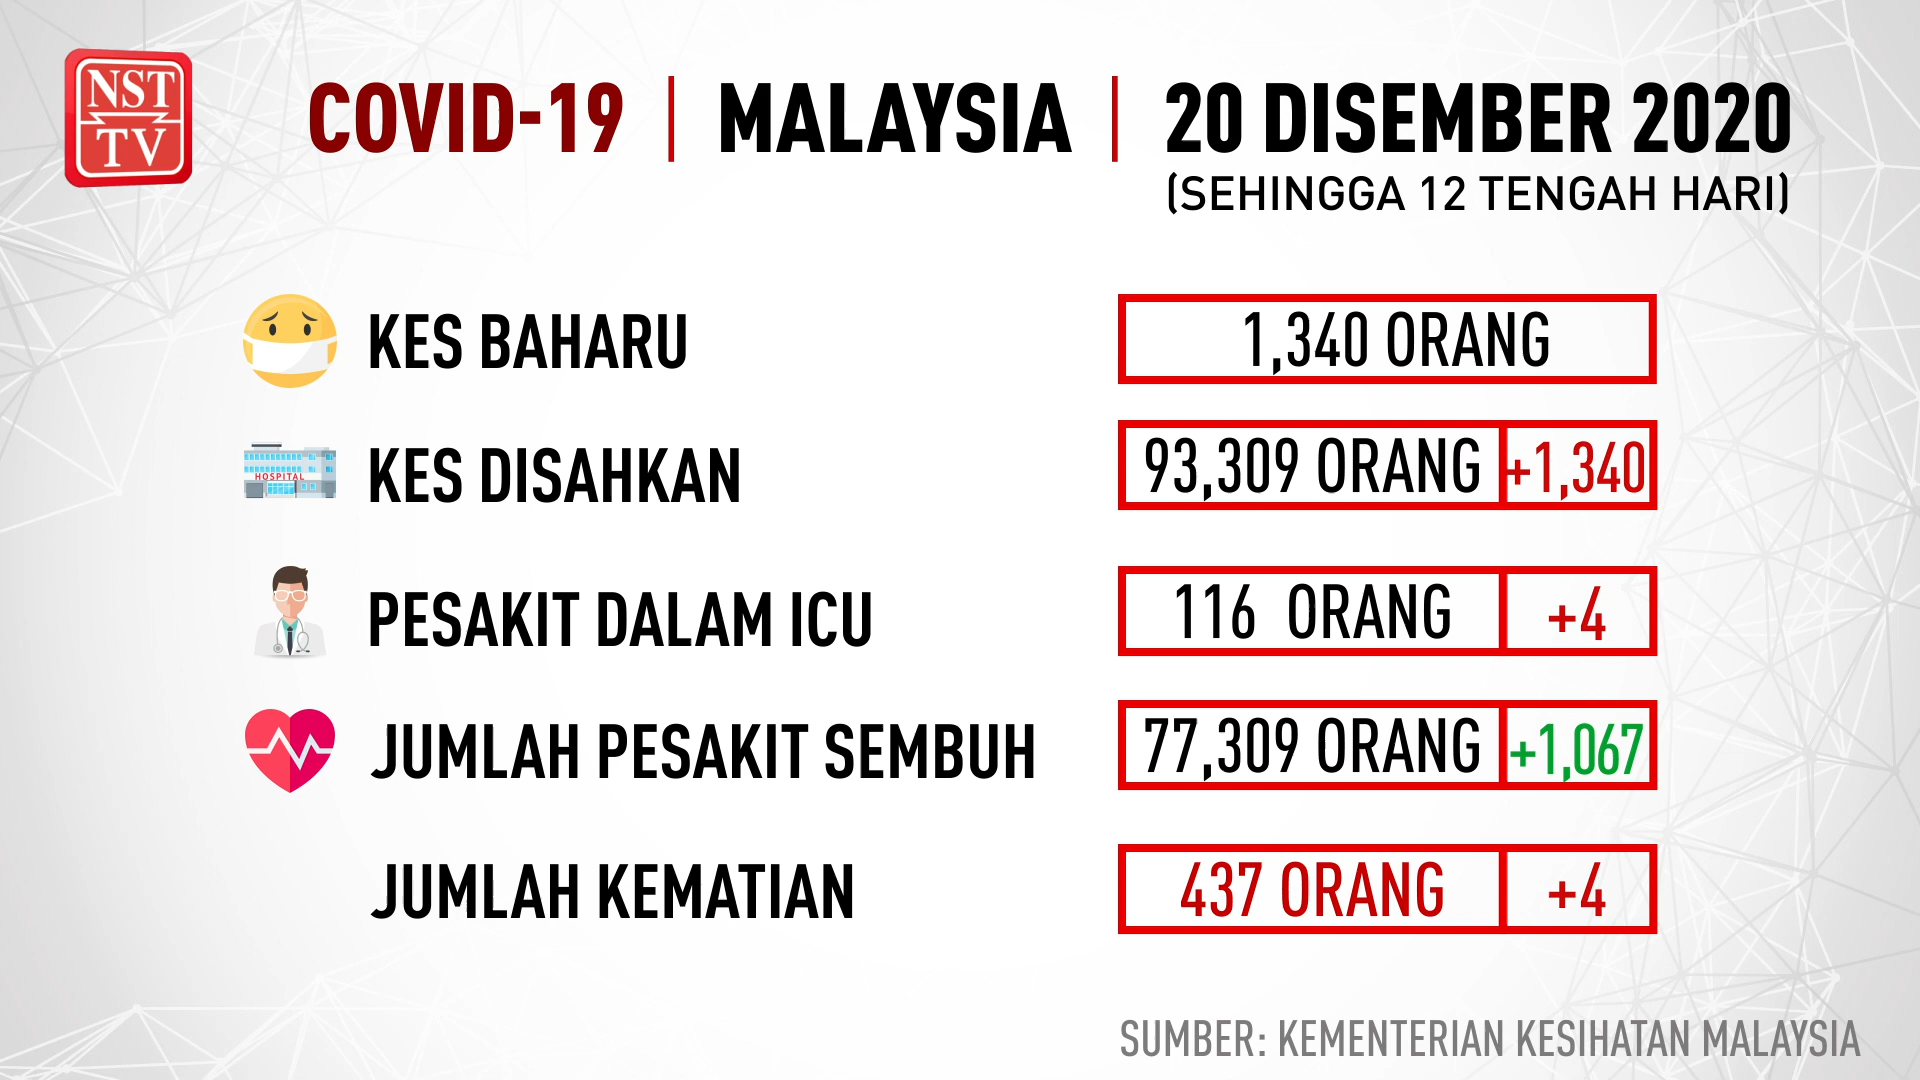 NST
TV
COVID-19 | MALAYSIA | 20 DISEMBER 2020
(SEHINGGA 12 TENGAH HARI)
KES BAHARU 1,340 ORANG
HOSPITAL
KES DISAHKAN 93,309 ORANG +1,340
PESAKIT DALAM ICU 116 ORANG +4
JUMLAH PESAKIT SEMBUH 77,309 ORANG +1,067
JUMLAH KEMATIAN 437 ORANG +4
SUMBER: KEMENTERIAN KESIHATAN MALAYSIA